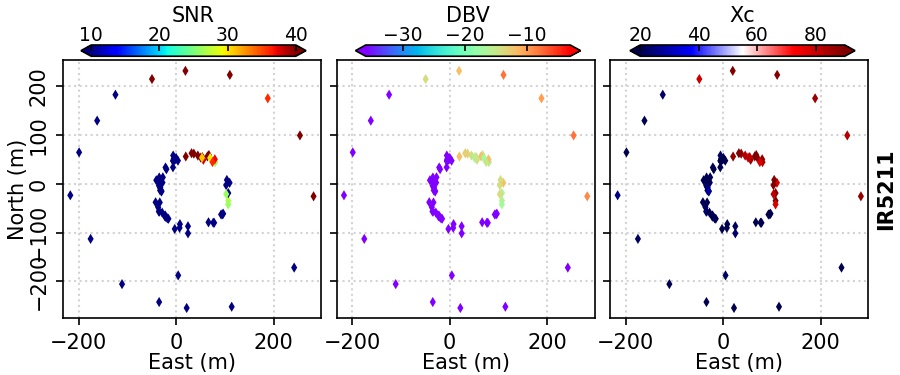 SNR DBV Xc
10 20 30 40 −30 −20 −10 20 40 60 80
200
100
0
−100
−200
North (m)
IR5211
−200 0 200 −200 0 200 −200 0 200
East (m) East (m) East (m)